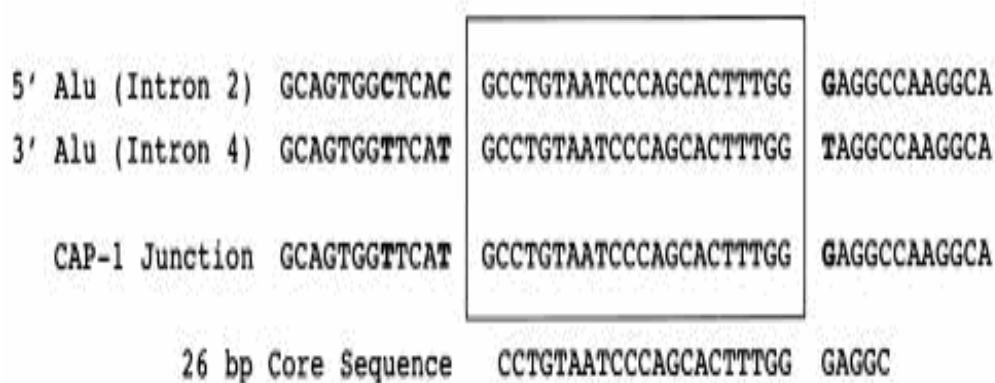 5' Alu (Intron 2) GCAGTGGCTCAC GCCTGTAATCCCAGCACTTTGG GAGGCCAAGGCA
3' Alu (Intron 4) GCAGTGGTTCAT GCCTGTAATCCCAGCACTTTGG TAGGCCAAGGCA
CAP-1 Junction GCAGTGGTTCAT GCCTGTAATCCCAGCACTTTGG GAGGCCAAGGCA
26 bp Core Sequence CCTGTAATCCCAGCACTTTGG GAGGC